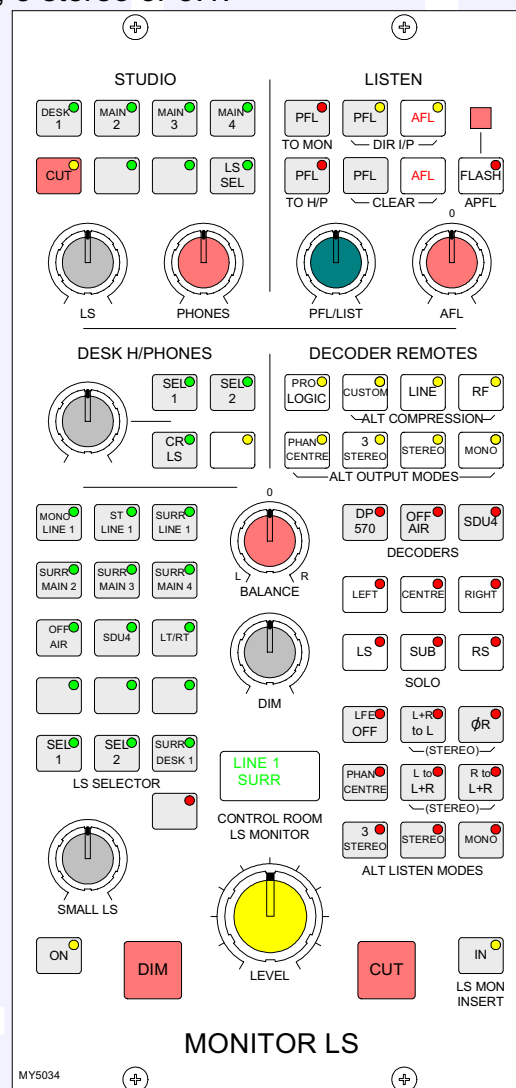 STUDIO
LISTEN
DESK 1
MAIN 2
MAIN 3
MAIN 4
PFL
PFL
AFL
TO MON
DIR I/P
CUT
LS SEL
PFL
PFL
AFL
FLASH
TO H/P
CLEAR
APFL
0
LS
PHONES
PFL/LIST
AFL
DESK H/PHONES
DECODER REMOTES
SEL 1
SEL 2
PRO LOGIC
CUSTOM
LINE
RF
ALT COMPRESSION
CR LS
PHAN CENTRE
3 STEREO
STEREO
MONO
ALT OUTPUT MODES
0
MONO LINE 1
ST LINE 1
SURR LINE 1
L
R
BALANCE
DP 570
OFF AIR
SDU4
DECODERS
SURR MAIN 2
SURR MAIN 3
SURR MAIN 4
LEFT
CENTRE
RIGHT
OFF AIR
SDU4
LT/RT
DIM
LS
SUB
RS
SOLO
LFE OFF
L+R to L
ØR
(STEREO)
SEL 1
SEL 2
SURR DESK 1
LS SELECTOR
LINE 1
SURR
PHAN CENTRE
L to L+R
R to L+R
(STEREO)
CONTROL ROOM
LS MONITOR
3 STEREO
STEREO
MONO
ALT LISTEN MODES
SMALL LS
LEVEL
ON
DIM
CUT
IN
LS MON
INSERT
MONITOR LS
MY5034